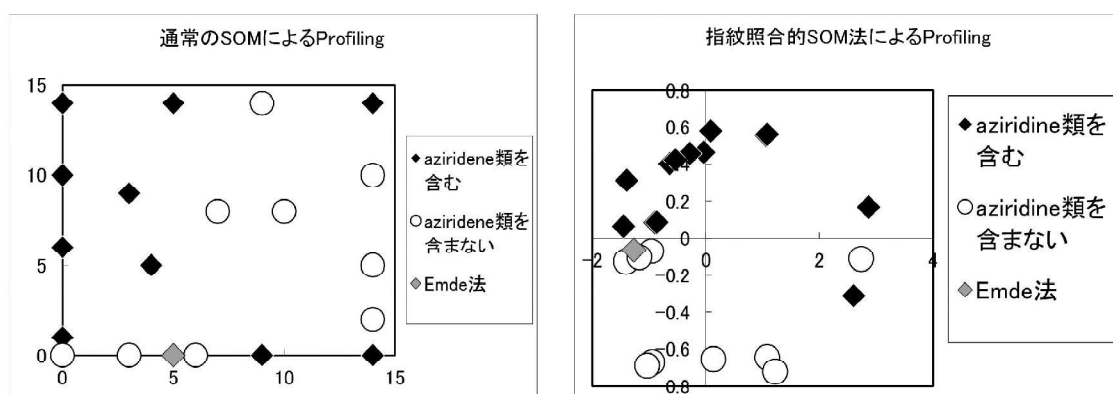 通常のSOMによるProfiling
15
10
5
0
0
5
10
15
aziridene類を
含む
aziridene類を
含まない
Emde法
指紋照合的SOM法によるProfiling
0.8
0.6
0.4
0.2
0
-0.2
-0.4
-0.6
0.8
-2
0
2
4
aziridine類を
含む
aziridine類を
含まない
Emde法